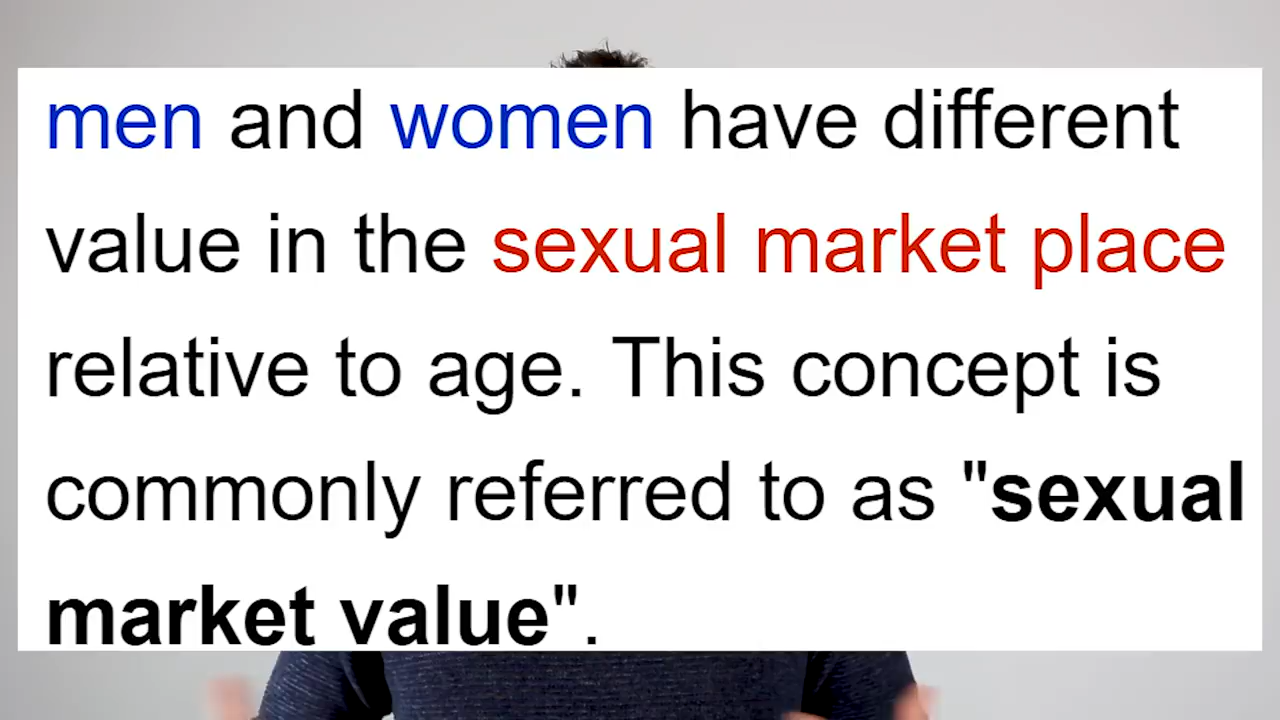 men and women have different
value in the sexual market place
relative to age. This concept is
commonly referred to as "sexual
market value".